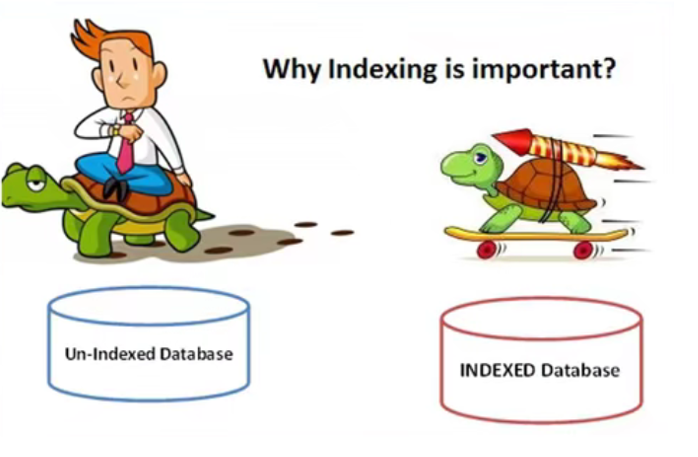 Why Indexing is important?
Un-Indexed Database
INDEXED Database